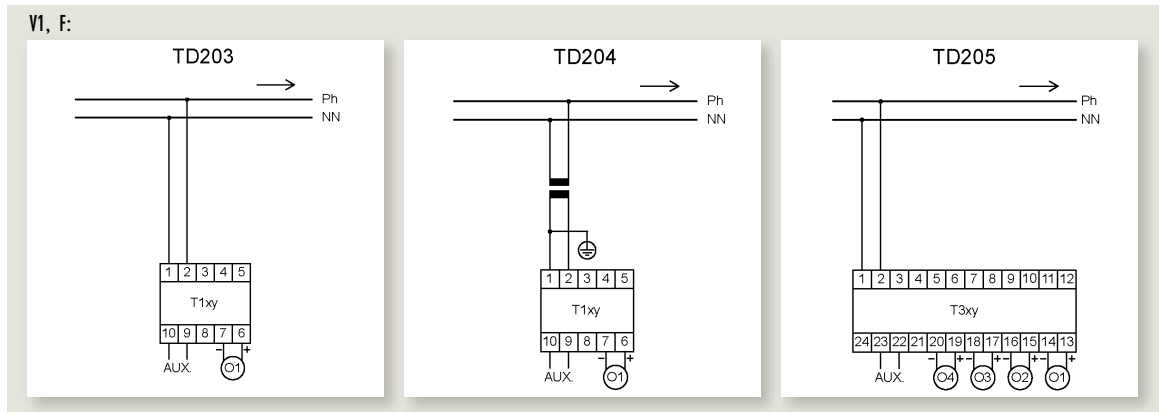 V1, F:
TD203
Ph
NN
1 2 3 4 5
T1xy
10 9 8 7 6
- +
AUX. O1
TD204
Ph
NN
1 2 3 4 5
T1xy
10 9 8 7 6
- +
AUX. O1
TD205
Ph
NN
1 2 3 4 5 6 7 8 9 10 11 12
T3xy
24 23 22 21 20 19 18 17 16 15 14 13
- + - + - + - +
AUX. O4 O3 O2 O1